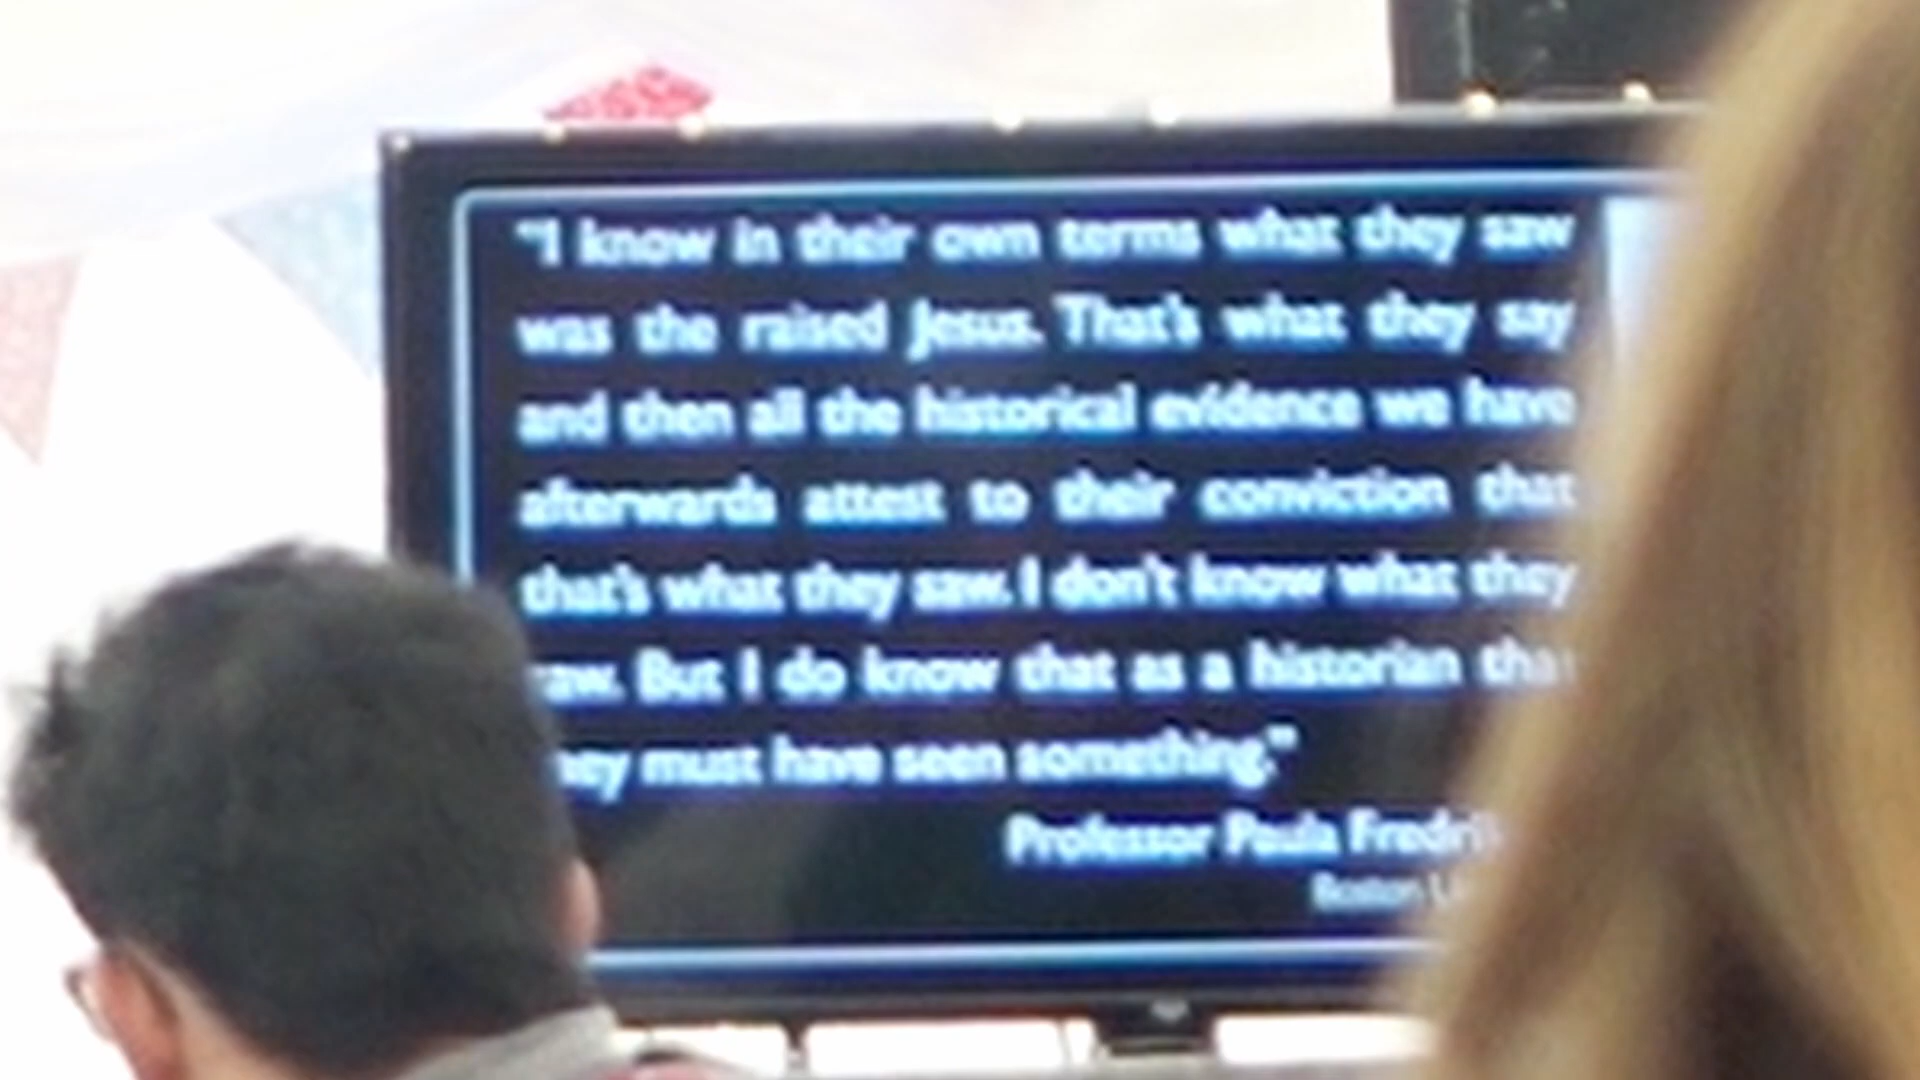 "I know in their own terms what they saw
was the raised Jesus. That's what they say
and then all the historical evidence we have
afterwards attest to their conviction that
that's what they saw. I don't know what they
saw. But I do know that as a historian that
they must have seen something."
Professor Paula
Boston